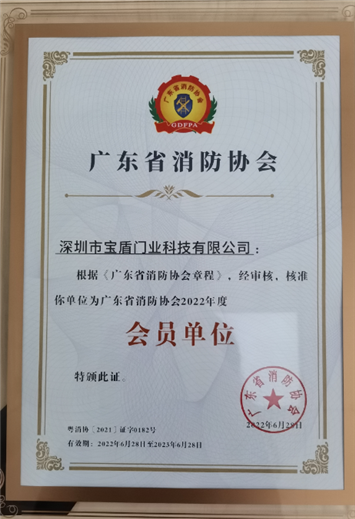 广东省消防协会
GDFPA
广东省消防协会
深圳市宝盾门业科技有限公司：
根据《广东省消防协会章程》，经审核，核准
你单位为广东省消防协会2022年度
会员单位
特颁此证。
广东省消防协会
2022年6月28日
粤消协［2021］证字0182号
有效期：2022年6月28日至2023年6月28日